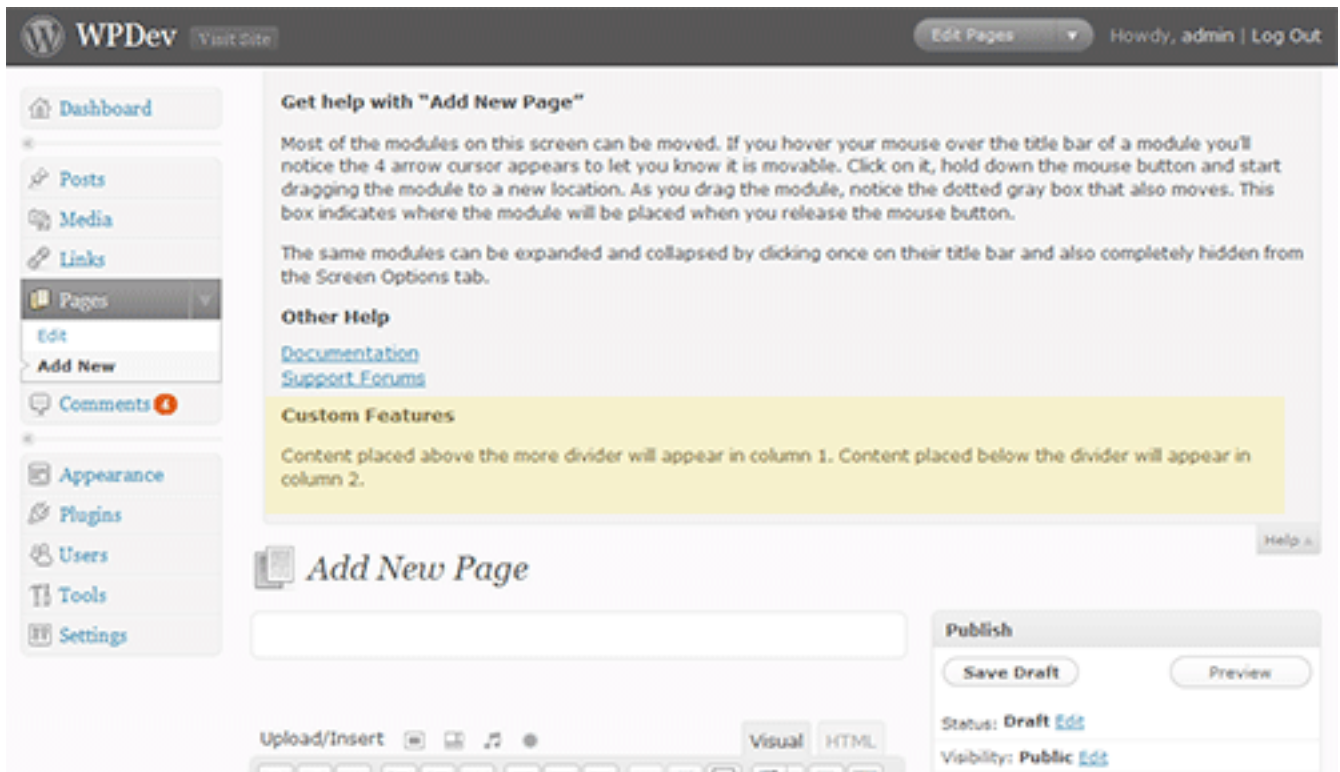 WPDev Visit Site
Edit Pages
Howdy, admin | Log Out
Dashboard
Posts
Media
Links
Pages
Edit
Add New
Comments 4
Appearance
Plugins
Users
Tools
Settings
Get help with “Add New Page”
Most of the modules on this screen can be moved. If you hover your mouse over the title bar of a module you'll
notice the 4 arrow cursor appears to let you know it is movable. Click on it, hold down the mouse button and start
dragging the module to a new location. As you drag the module, notice the dotted gray box that also moves. This
box indicates where the module will be placed when you release the mouse button.
The same modules can be expanded and collapsed by clicking once on their title bar and also completely hidden from
the Screen Options tab.
Other Help
Documentation
Support Forums
Custom Features
Content placed above the more divider will appear in column 1. Content placed below the divider will appear in
column 2.
Help
Add New Page
Upload/Insert
Visual
HTML
Publish
Save Draft
Preview
Status: Draft Edit
Visibility: Public Edit